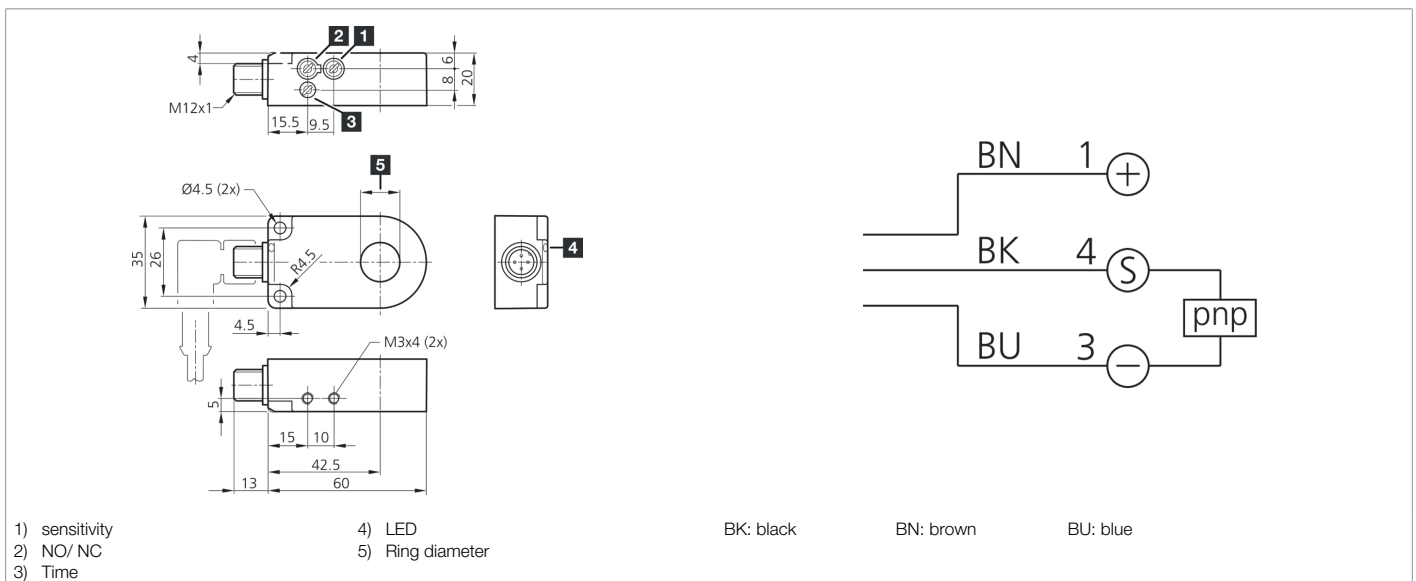 2 1
4
6
8
20
M12x1
15.5 9.5 3
5
Ø4.5 (2x)
35
26
R4.5
4
4.5
M3x4 (2x)
5
15 10
42.5
13 60
BN 1 +
BK 4 S
pnp
BU 3 −
1) sensitivity
2) NO/ NC
3) Time
4) LED
5) Ring diameter
BK: black BN: brown BU: blue